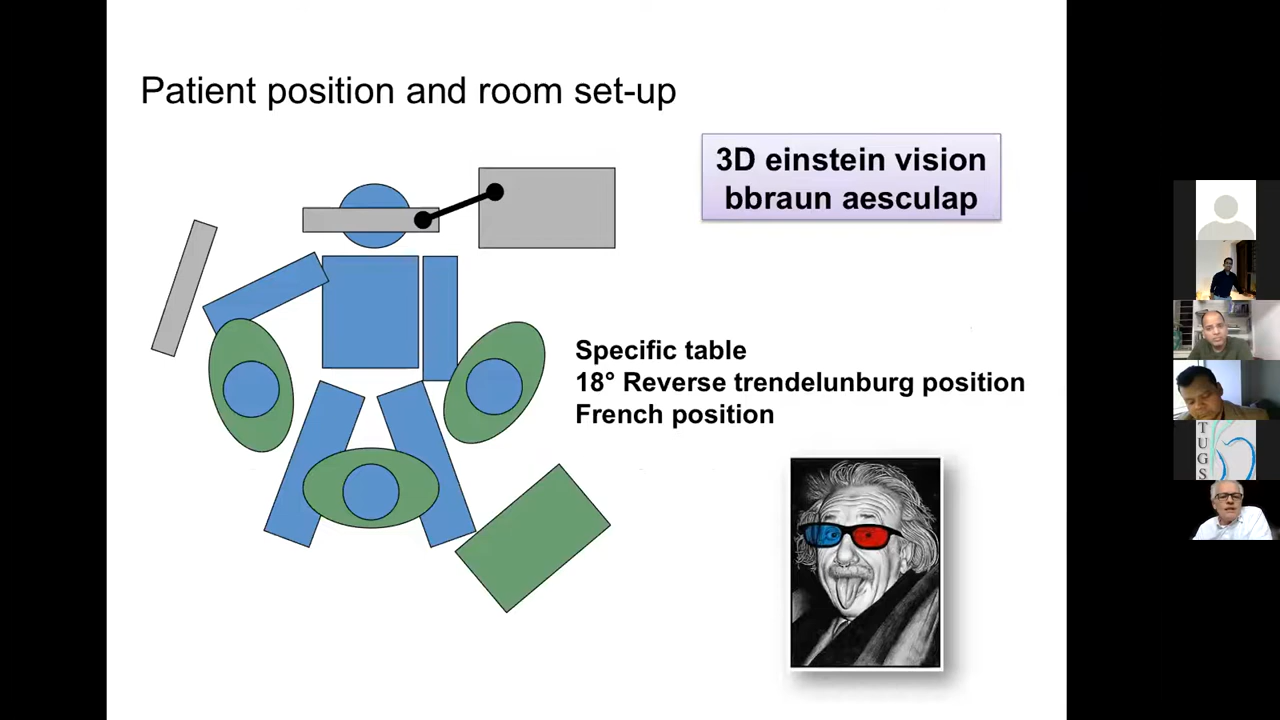 Patient position and room set-up
3D einstein vision
bbraun aesculap
Specific table
18° Reverse trendelunburg position
French position
TUGS